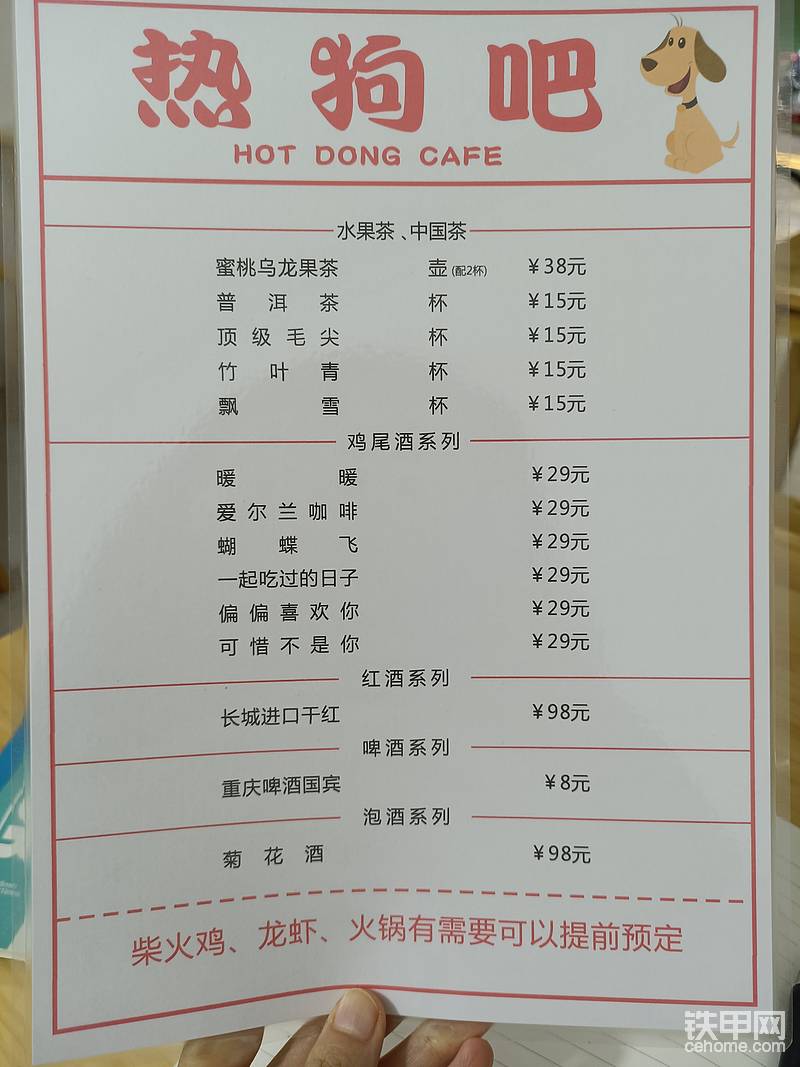 热狗吧
HOT DONG CAFE
水果茶、中国茶
蜜桃乌龙果茶 壶(配2杯) ¥38元
普洱茶 杯 ¥15元
顶级毛尖 杯 ¥15元
竹叶青 杯 ¥15元
飘雪 杯 ¥15元
鸡尾酒系列
暖暖 ¥29元
爱尔兰咖啡 ¥29元
蝴蝶飞 ¥29元
一起吃过的日子 ¥29元
偏偏喜欢你 ¥29元
可惜不是你 ¥29元
红酒系列
长城进口干红 ¥98元
啤酒系列
重庆啤酒国宾 ¥8元
泡酒系列
菊花酒 ¥98元
柴火鸡、龙虾、火锅有需要可以提前预定
铁甲网
cehome.com